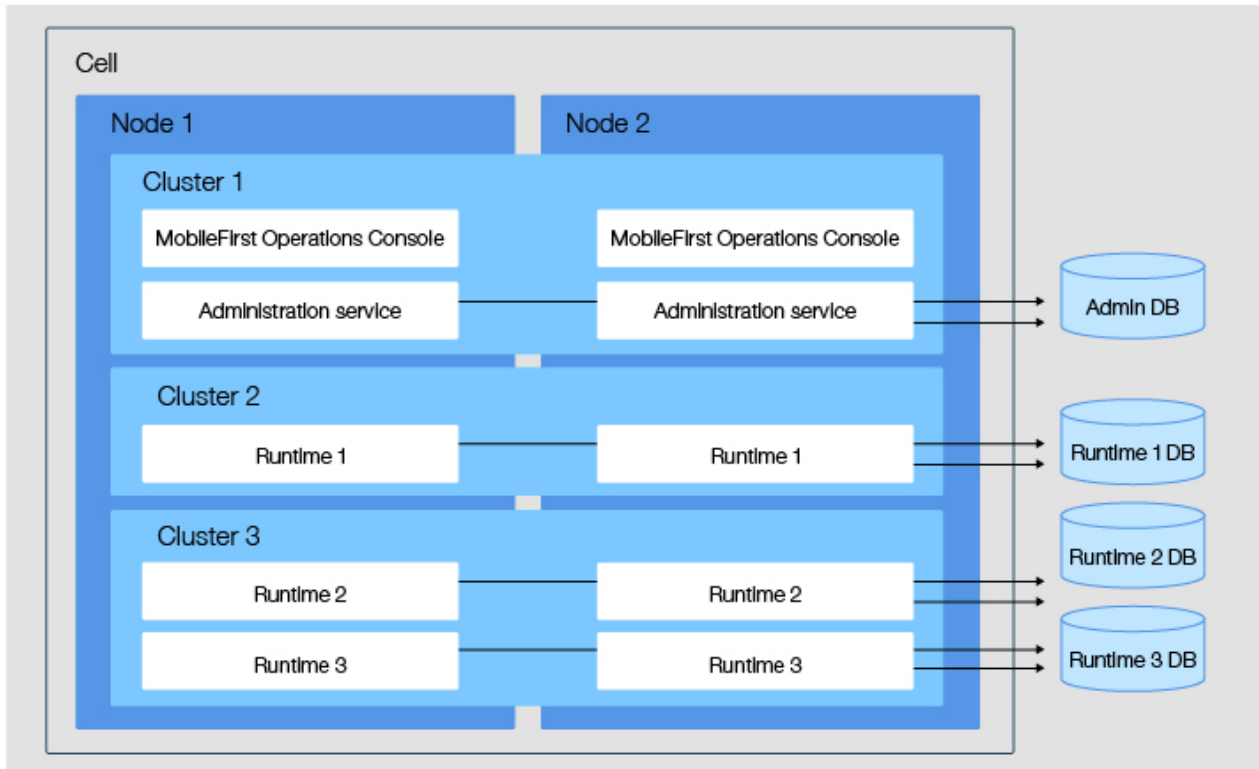 Cell
Node 1
Node 2
Cluster 1
MobileFirst Operations Console
MobileFirst Operations Console
Administration service
Administration service
Admin DB
Cluster 2
Runtime 1
Runtime 1
Runtime 1 DB
Cluster 3
Runtime 2
Runtime 2
Runtime 2 DB
Runtime 3
Runtime 3
Runtime 3 DB